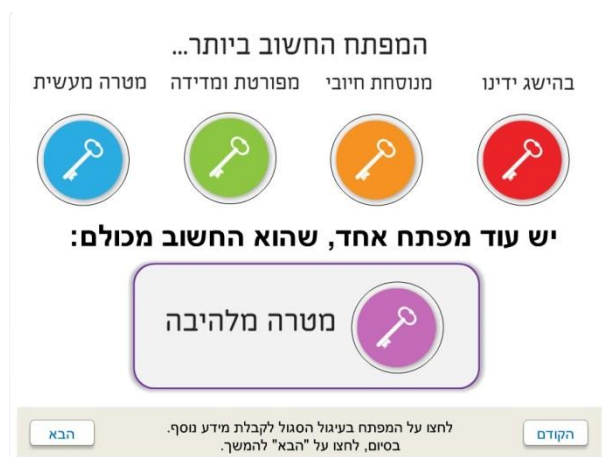 המפתח החשוב ביותר...
בהישג ידינו
מנוסחת חיובי
מפורטת ומדידה
מטרה מעשית
יש עוד מפתח אחד, שהוא החשוב מכולם:
מטרה מלהיבה
הקודם
לחצו על המפתח בעיגול הסגול לקבלת מידע נוסף.
בסיום, לחצו על "הבא" להמשך.
הבא